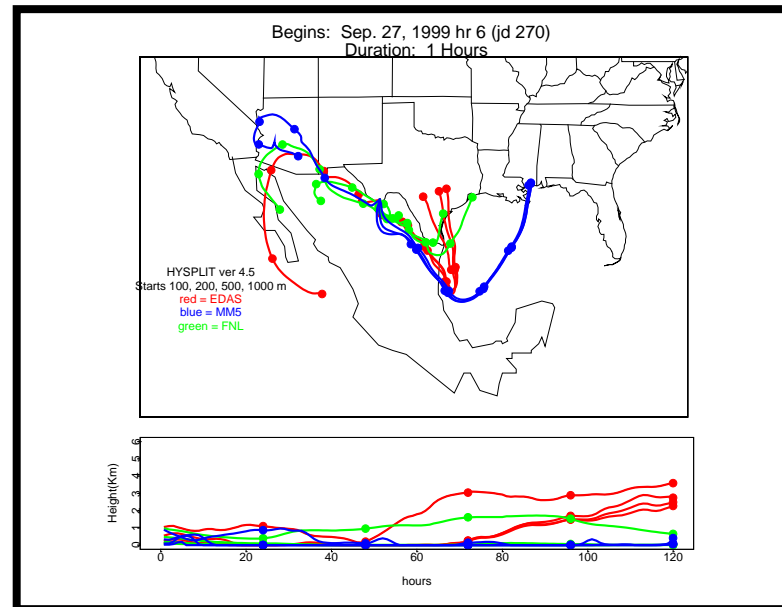 Begins:  Sep. 27, 1999 hr 6 (jd 270)
Duration:  1 Hours
HYSPLIT ver 4.5
Starts 100, 200, 500, 1000 m
red = EDAS
blue = MM5
green = FNL
Height(Km)
6
5
4
3
2
1
0
0 20 40 60 80 100 120
hours